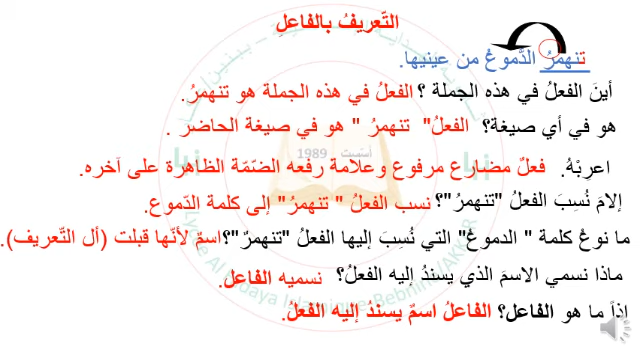 التّعريفُ بالفاعل
تنهمرُ الدَّموعُ من عينيها.
أينَ الفعلُ في هذه الجملة ؟ الفعلُ في هذه الجملة هو تنهمرُ.
هو في أي صيغة؟ الفعلُ" تنهمرُ " هو في صيغة الحاضر .
اعربْهُ. فعلٌ مضارع مرفوع وعلامة رفعه الضّمّة الظاهرة على آخره.
إلامَ نُسِبَ الفعلُ "تنهمرُ"؟ نسب الفعلُ " تنهمرُ" إلى كلمة الدّموع.
ما نوعُ كلمة " الدموعُ" التي نُسِبَ إليها الفعلُ "تنهمرُ"؟ اسمٌ لأنّها قبلت (أل التّعريف).
ماذا نسمي الاسمَ الذي يسندُ إليه الفعلُ؟ نسميه الفاعل.
إذاً ما هو الفاعل؟ الفاعلُ اسمٌ يسندُ إليه الفعلُ.
أسست 1989